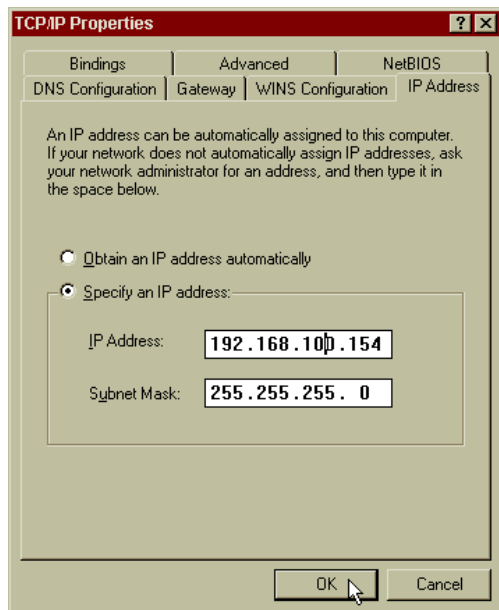 TCP/IP Properties
? ×
Bindings Advanced NetBIOS
DNS Configuration Gateway WINS Configuration IP Address
An IP address can be automatically assigned to this computer.
If your network does not automatically assign IP addresses, ask
your network administrator for an address, and then type it in
the space below.
Obtain an IP address automatically
Specify an IP address:
IP Address: 192.168.100.154
Subnet Mask: 255.255.255. 0
OK Cancel